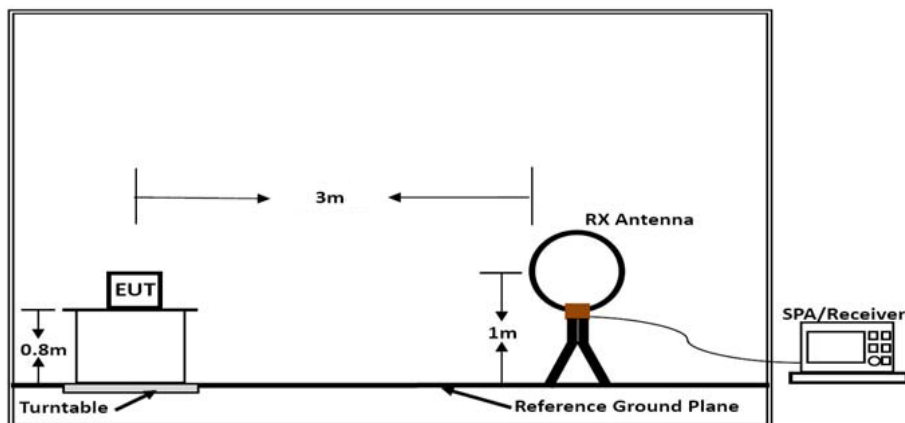 3m
RX Antenna
EUT
SPA/Receiver
0.8m
1m
Turntable
Reference Ground Plane